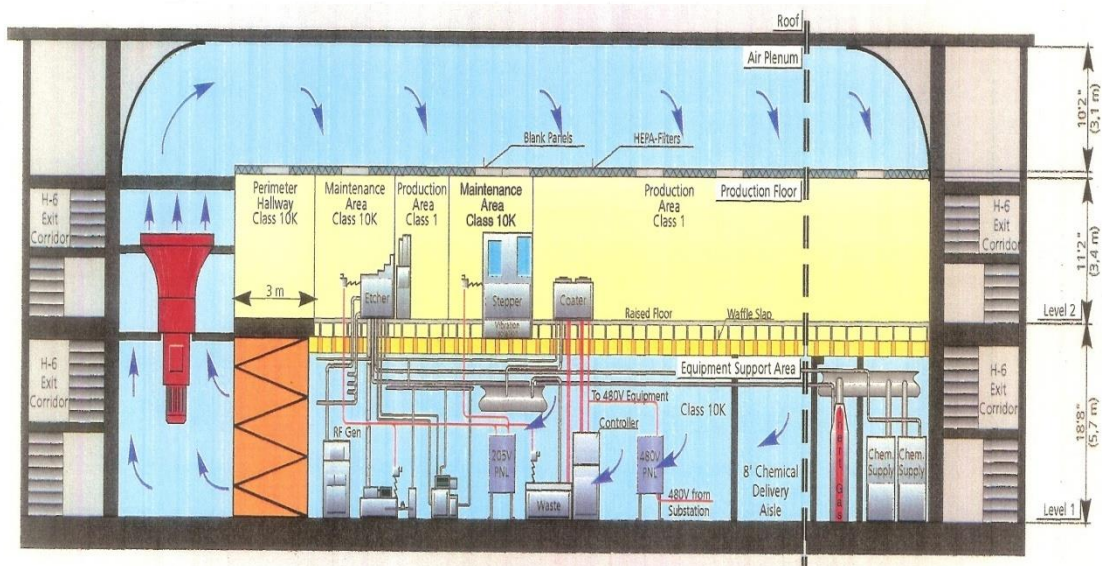 Roof
Air Plenum
10'2"
(3,1 m)
Blank Panels
HEPA-Filters
Perimeter
Hallway
Class 10K
Maintenance
Area
Class 10K
Production
Area
Class 1
Maintenance
Area
Class 10K
Production
Area
Class 1
Production Floor
H-6
Exit
Corridor
H-6
Exit
Corridor
11'2"
(3,4 m)
3 m
Etcher
Stepper
Vibration
Coater
Raised Floor
Waffle Slap
Level 2
Equipment Support Area
H-6
Exit
Corridor
H-6
Exit
Corridor
18'8"
(5,7 m)
To 480V Equipment
Class 10K
Controller
RF Gen
205V
PNL
480V
PNL
Waste
480V from
Substation
8' Chemical
Delivery
Aisle
Inert Gas
Chem.
Supply
Chem.
Supply
Level 1